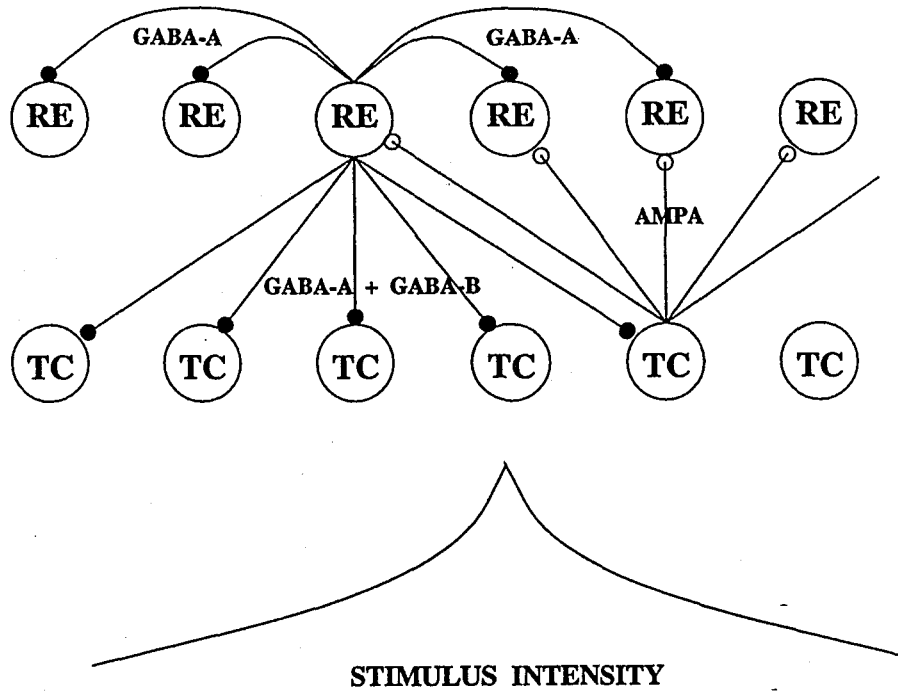 GABA-A GABA-A
RE RE RE RE RE RE
AMPA
GABA-A + GABA-B
TC TC TC TC TC TC
STIMULUS INTENSITY